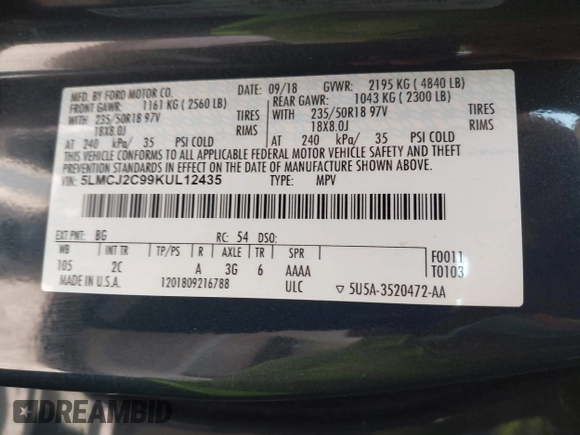 MFD. BY FORD MOTOR CO.
DATE: 09/18 GVWR: 2195 KG ( 4840 LB)
FRONT GAWR: 1161 KG ( 2560 LB) REAR GAWR: 1043 KG ( 2300 LB)
WITH 235/50R18 97V TIRES WITH 235/50R18 97V TIRES
18X8.0J RIMS 18X8.0J RIMS
AT 240 kPa/ 35 PSI COLD AT 240 kPa/ 35 PSI COLD
THIS VEHICLE CONFORMS TO ALL APPLICABLE FEDERAL MOTOR VEHICLE SAFETY AND THEFT
PREVENTION STANDARDS IN EFFECT ON THE DATE OF MANUFACTURE SHOWN ABOVE.
VIN: 5LMCJ2C99KUL12435 TYPE: MPV
EXT PNT: BG RC: 54 DSO:
WB INT TR TP/PS R AXLE TR SPR
105 2C A 3G 6 AAAA
F0011
T0103
MADE IN U.S.A. 1201809216788 ULC ▽ 5U5A-3520472-AA
DREAMBID